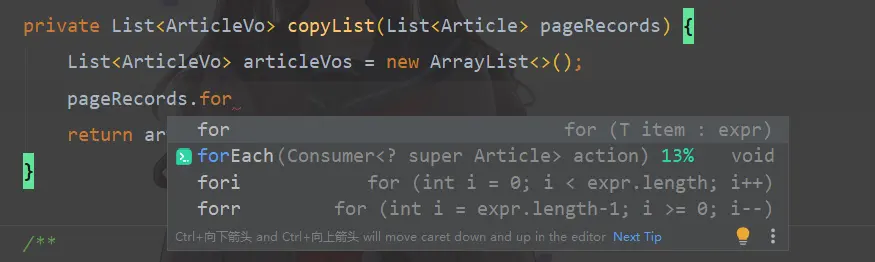 private List<ArticleVo> copyList(List<Article> pageRecords) {
List<ArticleVo> articleVos = new ArrayList<>();
pageRecords.for
return ar
for for (T item : expr)
forEach(Consumer<? super Article> action) 13% void
fori for (int i = 0; i < expr.length; i++)
forr for (int i = expr.length-1; i >= 0; i--)
Ctrl+向下箭头 and Ctrl+向上箭头 will move caret down and up in the editor Next Tip
}
/**